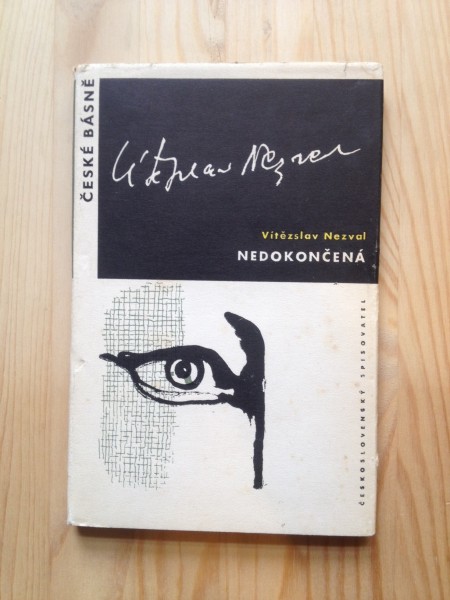 ČESKÉ BÁSNĚ
Vítězslav Nezval
Vítězslav Nezval
NEDOKONČENÁ
ČESKOSLOVENSKÝ SPISOVATEL